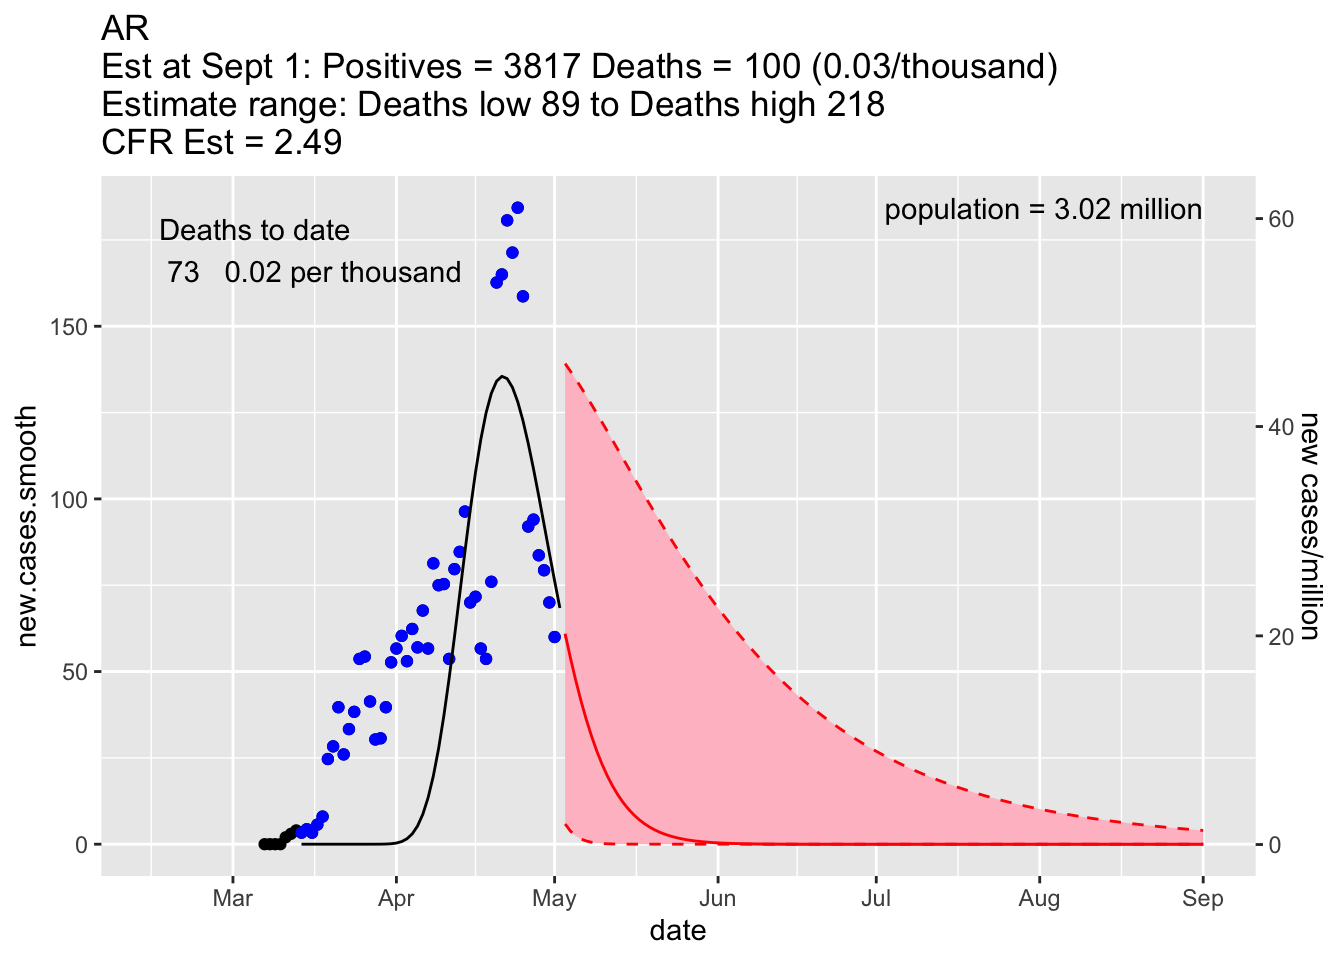 AR
Est at Sept 1: Positives = 3817 Deaths = 100 (0.03/thousand)
Estimate range: Deaths low 89 to Deaths high 218
CFR Est = 2.49
Deaths to date
73 0.02 per thousand
population = 3.02 million
150
100
50
0
new.cases.smooth
60
40
20
0
new cases/million
Mar Apr May Jun Jul Aug Sep
date